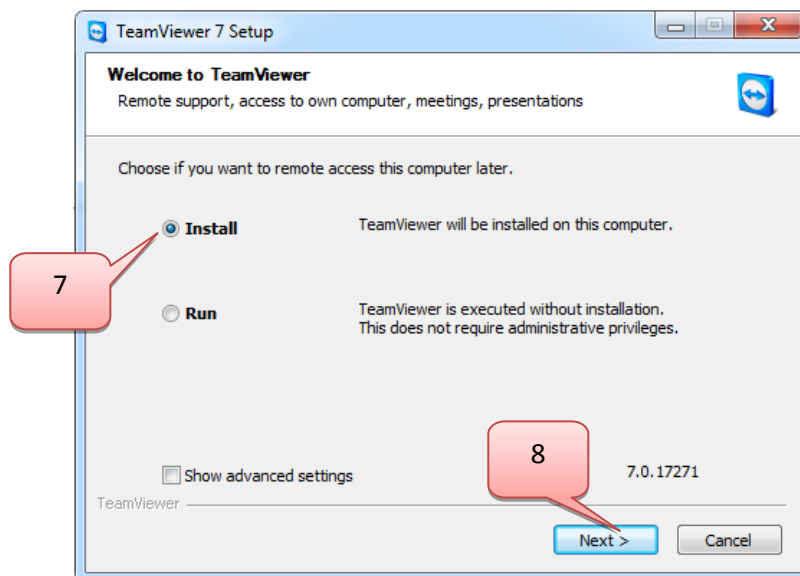 TeamViewer 7 Setup
Welcome to TeamViewer
Remote support, access to own computer, meetings, presentations
Choose if you want to remote access this computer later.
Install
TeamViewer will be installed on this computer.
7
Run
TeamViewer is executed without installation.
This does not require administrative privileges.
8
Show advanced settings
7.0.17271
TeamViewer
Next >
Cancel